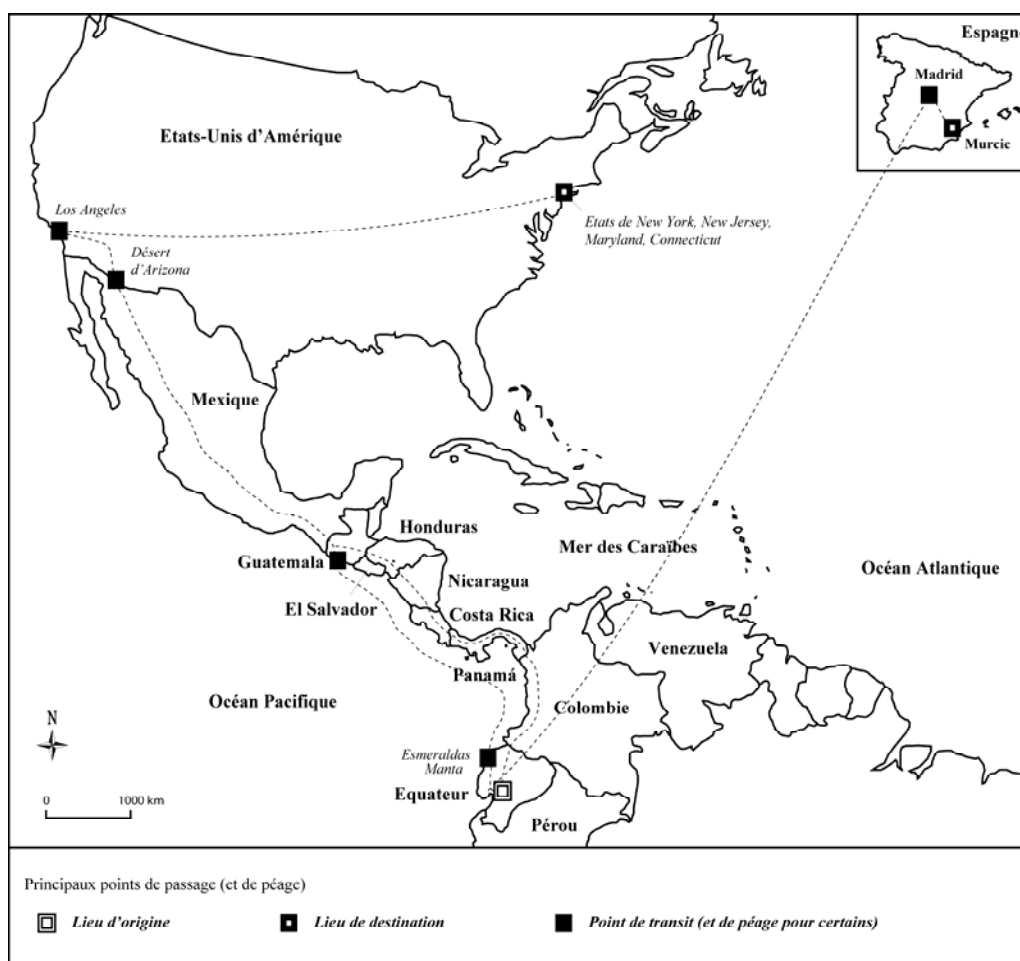 Espagne
Madrid
Murcic
Etats-Unis d'Amérique
Los Angeles
Etats de New York, New Jersey,
Maryland, Connecticut
Désert
d'Arizona
Mexique
Honduras
Mer des Caraïbes
Guatemala
Océan Atlantique
Nicaragua
El Salvador
Costa Rica
Venezuela
Panamá
Océan Pacifique
Colombie
N
Esmeraldas
Manta
Equateur
0 1000 km
Pérou
Principaux points de passage (et de péage)
Lieu d'origine
Lieu de destination
Point de transit (et de péage pour certains)